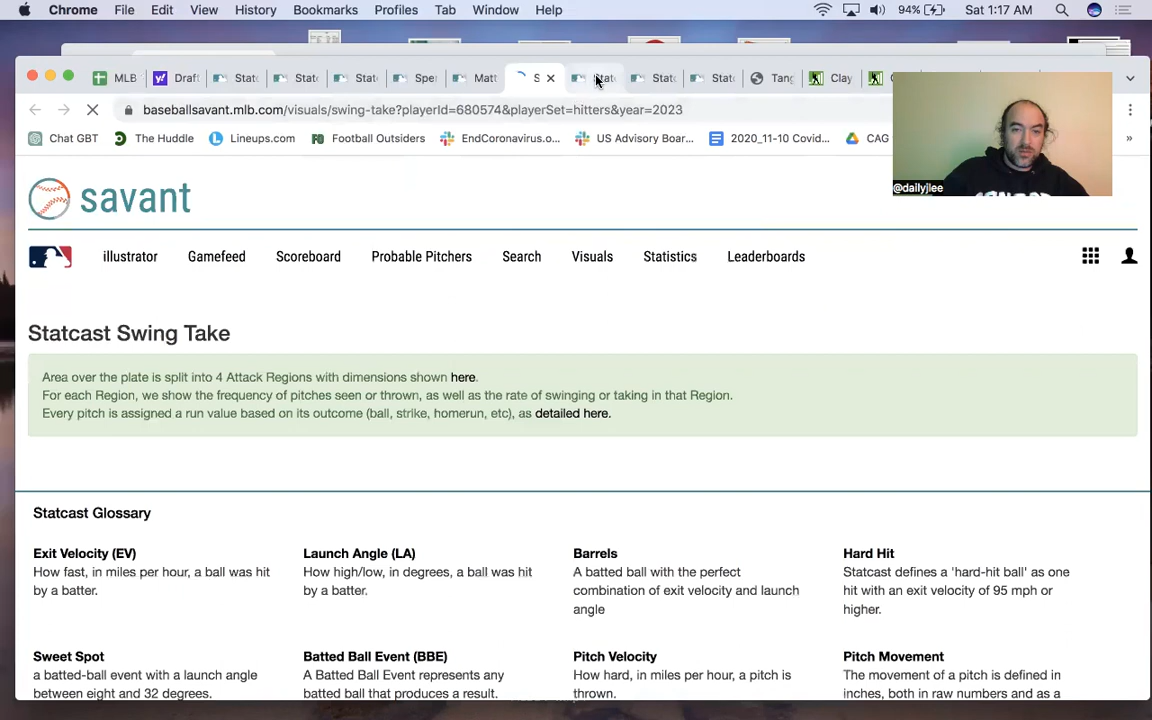 Chrome File Edit View History Bookmarks Profiles Tab Window Help 94% Sat 1:17 AM
MLB Draft Stat Stat Stat Spe Matt S Stat Stat Stat Tang Clay
baseballsavant.mlb.com/visuals/swing-take?playerId=680574&playerSet=hitters&year=2023
Chat GBT The Huddle Lineups.com Football Outsiders EndCoronavirus.o... US Advisory Boar... 2020_11-10 Covid... CAG »
@dailyjlee
savant
MLB illustrator Gamefeed Scoreboard Probable Pitchers Search Visuals Statistics Leaderboards
Statcast Swing Take
Area over the plate is split into 4 Attack Regions with dimensions shown here.
For each Region, we show the frequency of pitches seen or thrown, as well as the rate of swinging or taking in that Region.
Every pitch is assigned a run value based on its outcome (ball, strike, homerun, etc), as detailed here.
Statcast Glossary
Exit Velocity (EV)
How fast, in miles per hour, a ball was hit
by a batter.
Launch Angle (LA)
How high/low, in degrees, a ball was hit
by a batter.
Barrels
A batted ball with the perfect
combination of exit velocity and launch
angle
Hard Hit
Statcast defines a 'hard-hit ball' as one
hit with an exit velocity of 95 mph or
higher.
Sweet Spot
a batted-ball event with a launch angle
between eight and 32 degrees.
Batted Ball Event (BBE)
A Batted Ball Event represents any
batted ball that produces a result.
Pitch Velocity
How hard, in miles per hour, a pitch is
thrown.
Pitch Movement
The movement of a pitch is defined in
inches, both in raw numbers and as a